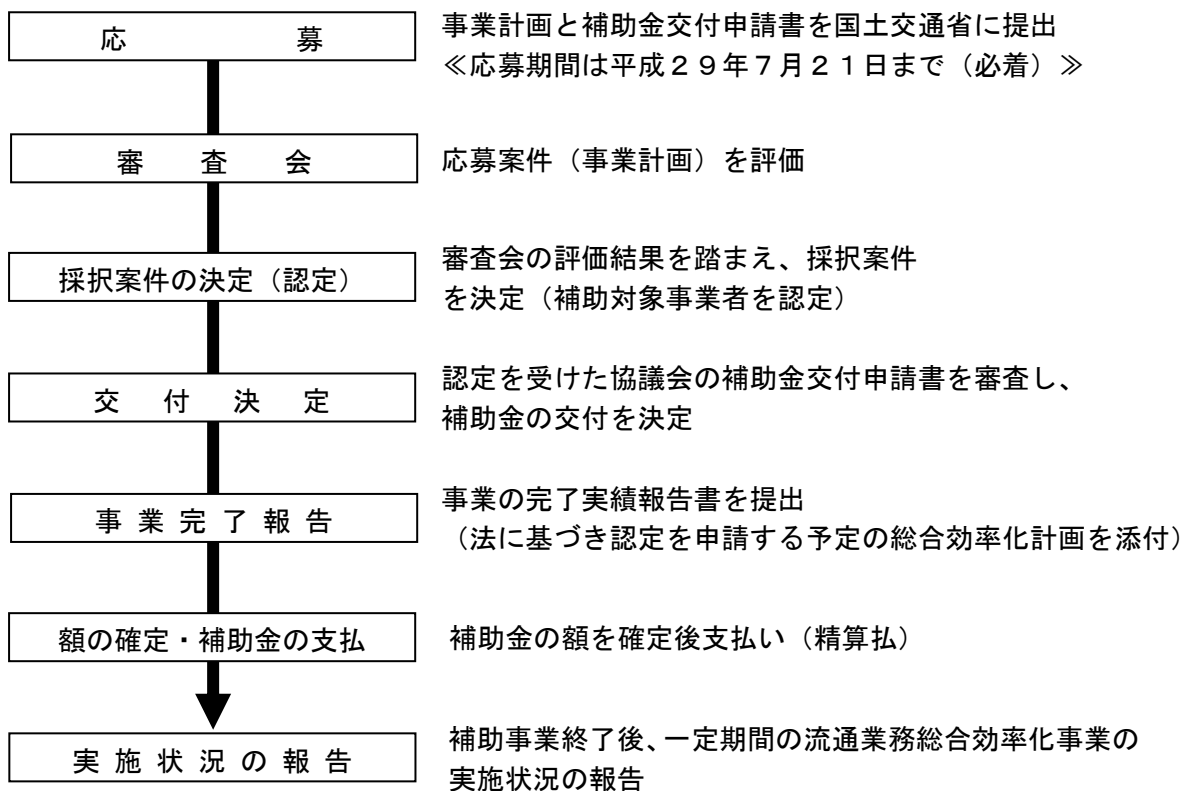 応募
事業計画と補助金交付申請書を国土交通省に提出
≪応募期間は平成２９年７月２１日まで（必着）≫
審査会
応募案件（事業計画）を評価
採択案件の決定（認定）
審査会の評価結果を踏まえ、採択案件
を決定（補助対象事業者を認定）
交付決定
認定を受けた協議会の補助金交付申請書を審査し、
補助金の交付を決定
事業完了報告
事業の完了実績報告書を提出
（法に基づき認定を申請する予定の総合効率化計画を添付）
額の確定・補助金の支払
補助金の額を確定後支払い（精算払）
実施状況の報告
補助事業終了後、一定期間の流通業務総合効率化事業の
実施状況の報告